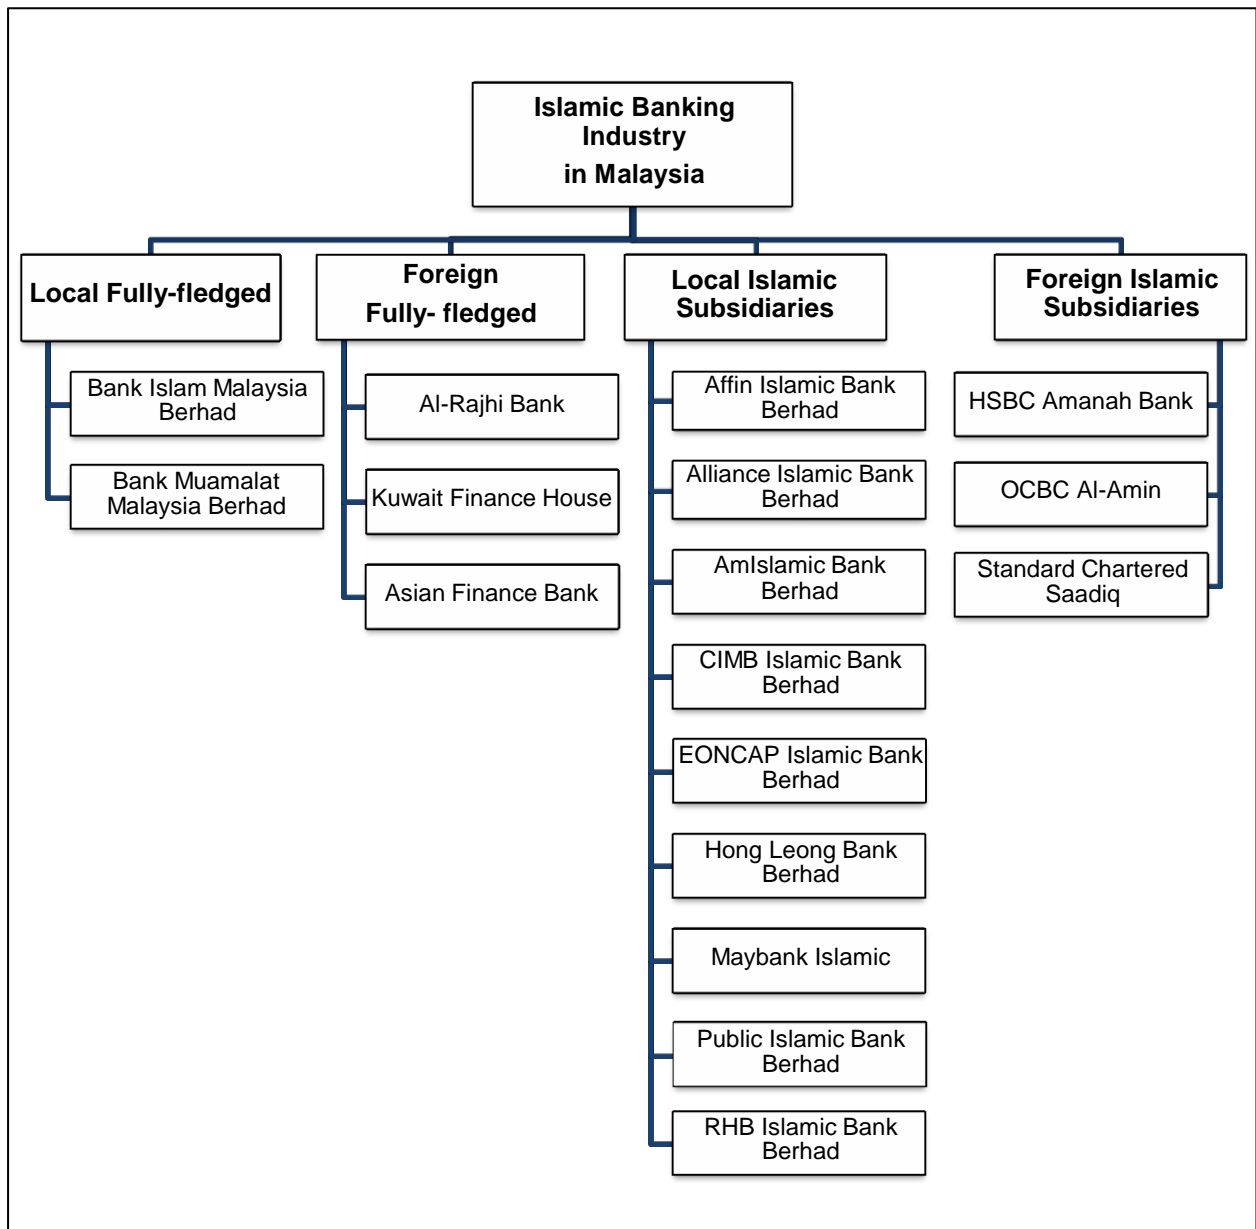 Islamic Banking
Industry
in Malaysia
Local Fully-fledged
Bank Islam Malaysia
Berhad
Bank Muamalat
Malaysia Berhad
Foreign
Fully- fledged
Al-Rajhi Bank
Kuwait Finance House
Asian Finance Bank
Local Islamic
Subsidiaries
Affin Islamic Bank
Berhad
Alliance Islamic Bank
Berhad
AmIslamic Bank
Berhad
CIMB Islamic Bank
Berhad
EONCAP Islamic Bank
Berhad
Hong Leong Bank
Berhad
Maybank Islamic
Public Islamic Bank
Berhad
RHB Islamic Bank
Berhad
Foreign Islamic
Subsidiaries
HSBC Amanah Bank
OCBC Al-Amin
Standard Chartered
Saadiq